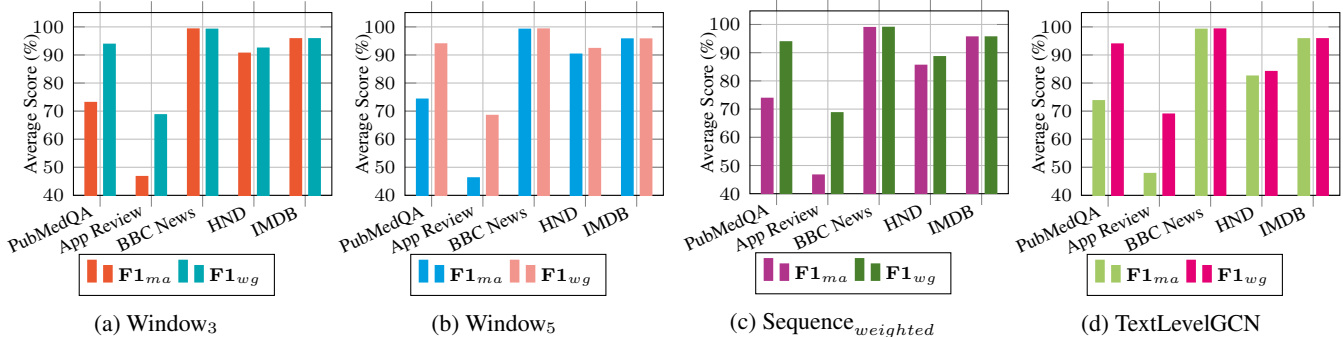 Average Score (%)
100
90
80
70
60
50
40
PubMedQA
App Review
BBC News
HND
IMDB
F1ma F1wg
(a) Window3
Average Score (%)
100
90
80
70
60
50
40
PubMedQA
App Review
BBC News
HND
IMDB
F1ma F1wg
(b) Window5
Average Score (%)
100
90
80
70
60
50
40
PubMedQA
App Review
BBC News
HND
IMDB
F1ma F1wg
(c) Sequenceweighted
Average Score (%)
100
90
80
70
60
50
40
PubMedQA
App Review
BBC News
HND
IMDB
F1ma F1wg
(d) TextLevelGCN